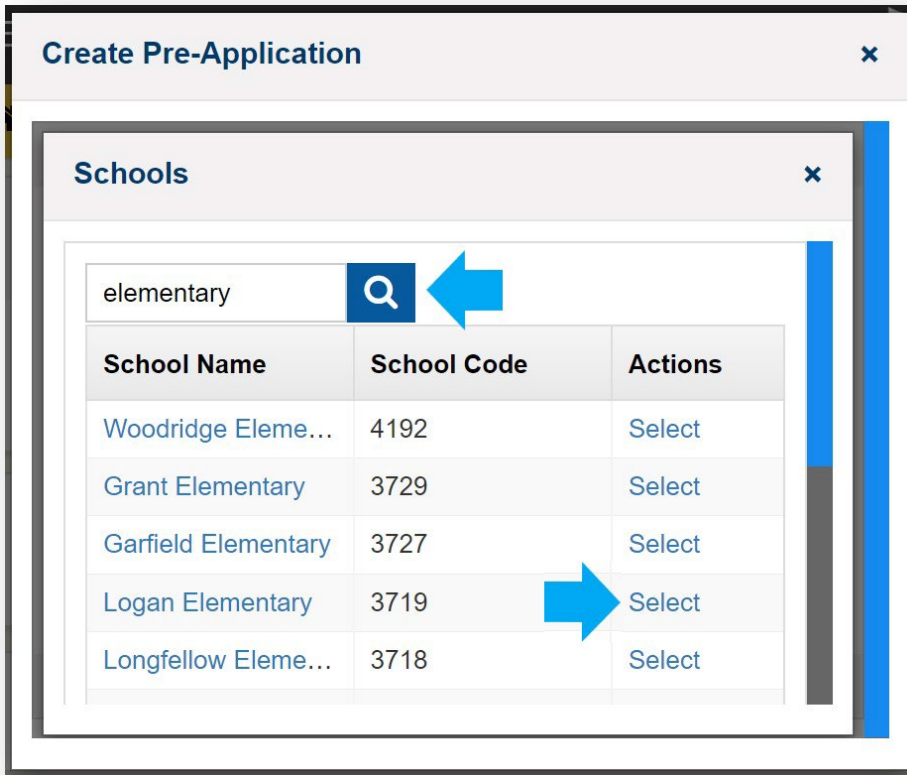 Create Pre-Application
Schools
elementary
School Name School Code Actions
Woodridge Eleme... 4192 Select
Grant Elementary 3729 Select
Garfield Elementary 3727 Select
Logan Elementary 3719 Select
Longfellow Eleme... 3718 Select